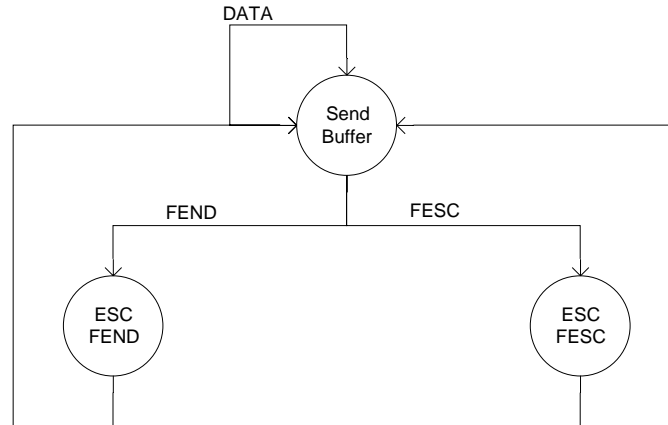 DATA
Send
Buffer
FEND
FESC
ESC
FEND
ESC
FESC